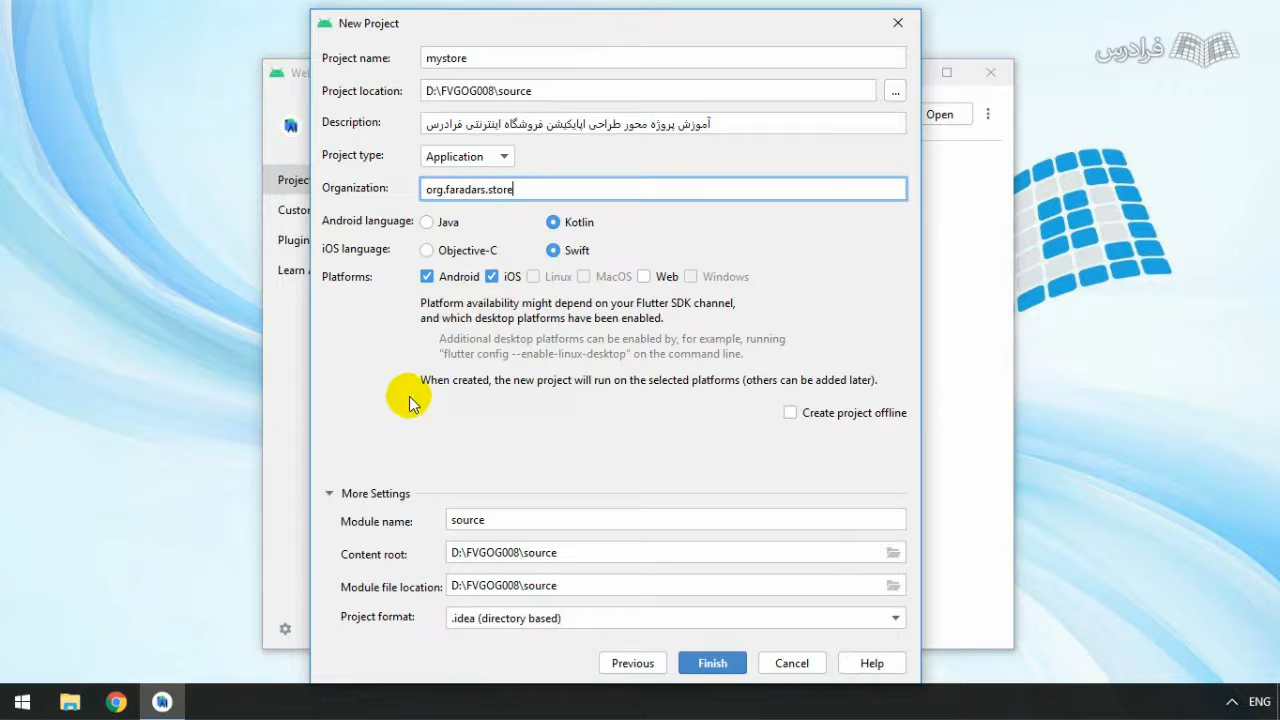 New Project
فرادرس
Project name:
mystore
Project location:
D:\FVGOG008\source
...
Open
Description:
آموزش پروژه محور طراحی اپلیکیشن فروشگاه اینترنتی فرادرس
Project type:
Application
Organization:
org.faradars.store
Android language:
Java
Kotlin
iOS language:
Objective-C
Swift
Platforms:
Android
iOS
Linux
MacOS
Web
Windows
Platform availability might depend on your Flutter SDK channel,
and which desktop platforms have been enabled.
Additional desktop platforms can be enabled by, for example, running
"flutter config --enable-linux-desktop" on the command line.
When created, the new project will run on the selected platforms (others can be added later).
Create project offline
More Settings
Module name:
source
Content root:
D:\FVGOG008\source
Module file location:
D:\FVGOG008\source
Project format:
.idea (directory based)
Previous
Finish
Cancel
Help
ENG